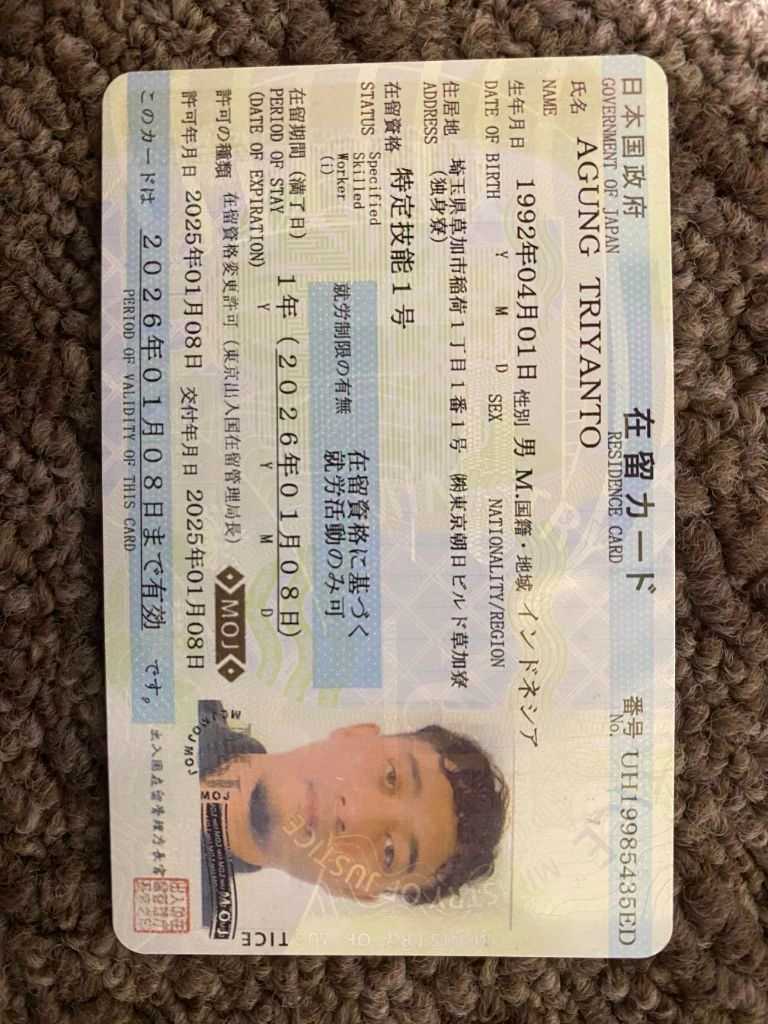 日本国政府 在留カード 番号 UH19985435ED
GOVERNMENT OF JAPAN RESIDENCE CARD No.
氏名 AGUNG TRIYANTO
NAME
生年月日 1992年04月01日 性別 男 M. 国籍・地域 インドネシア
DATE OF BIRTH Y M D SEX NATIONALITY/REGION
住居地 埼玉県草加市稲荷1丁目1番1号 ㈱東京朝日ビルド草加寮
ADDRESS (独身寮)
在留資格 特定技能1号
STATUS Specified
Skilled
Worker
(i)
就労制限の有無 在留資格に基づく
就労活動のみ可
在留期間(満了日) 1年(2026年01月08日)
PERIOD OF STAY
(DATE OF EXPIRATION) Y Y M D
許可の種類 在留資格変更許可(東京出入国在留管理局長)
MOJ
許可年月日 2025年01月08日 交付年月日 2025年01月08日
このカードは 2026年01月08日まで有効 です。
PERIOD OF VALIDITY OF THIS CARD
出入国在留管理庁長官